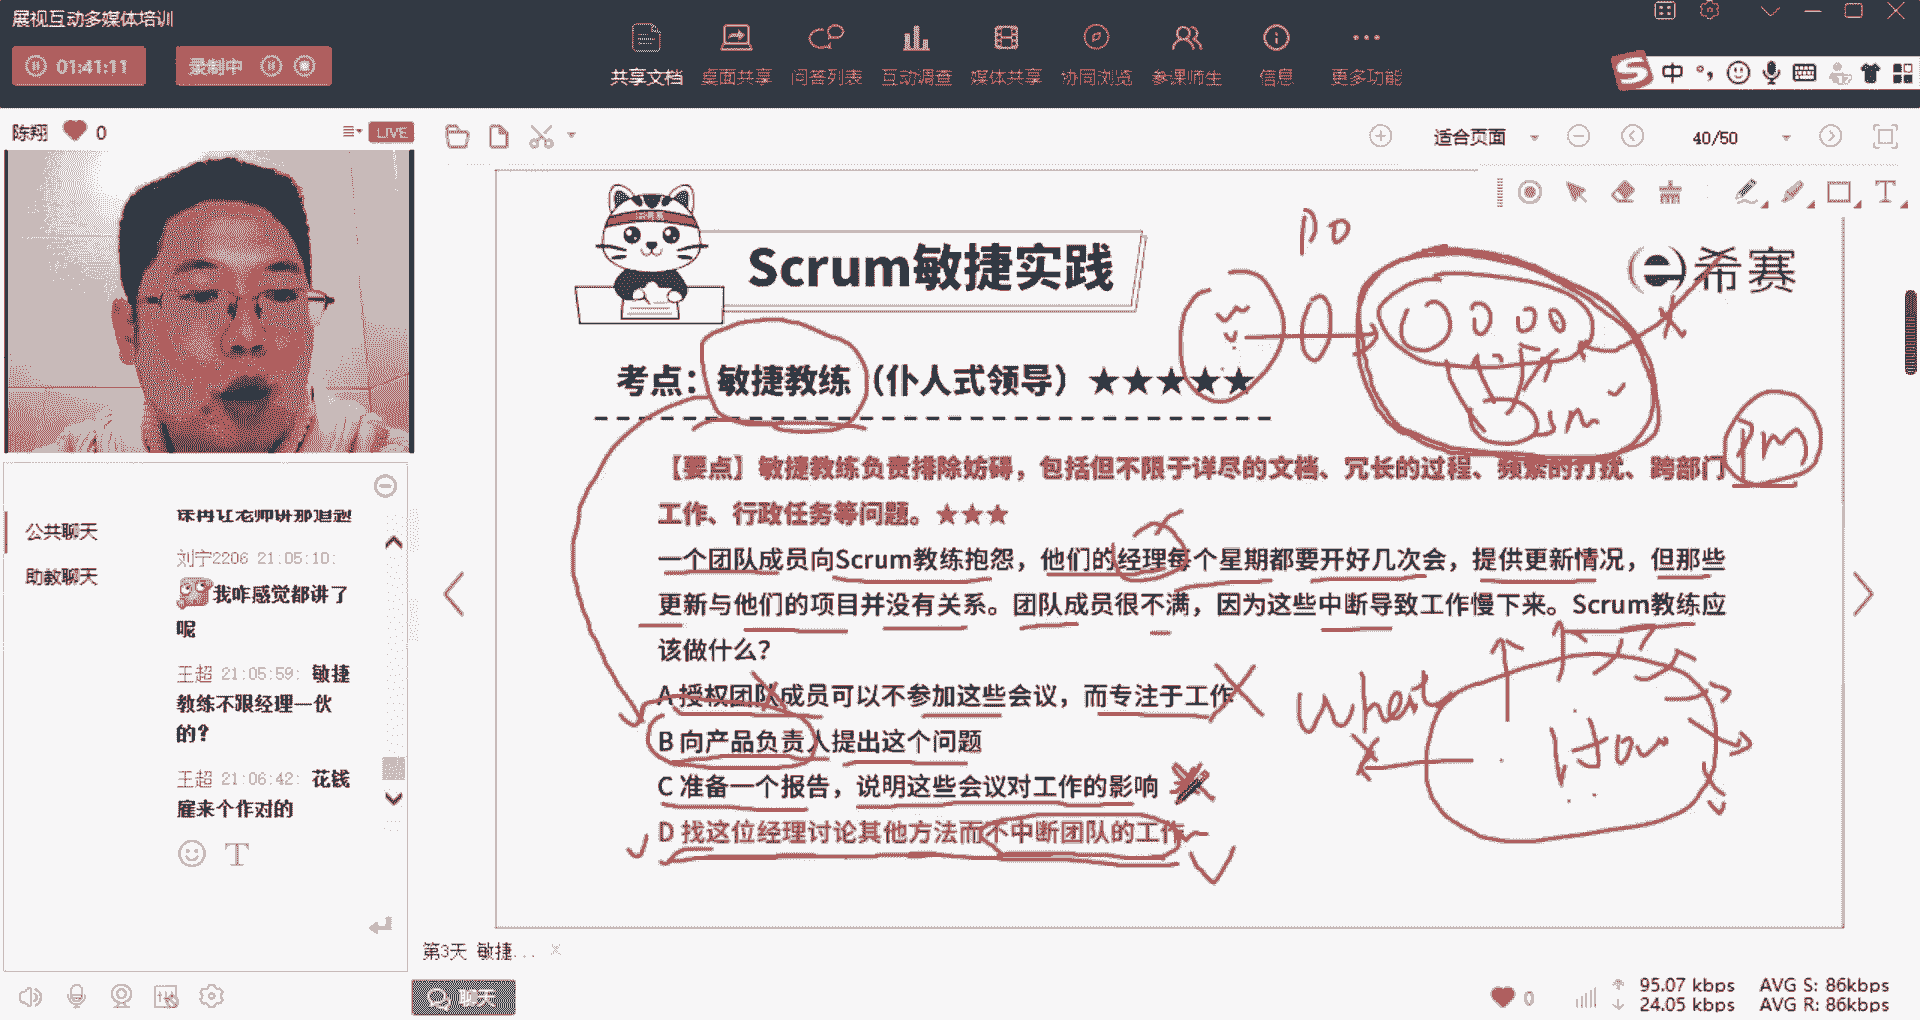 展视互动多媒体培训
01:41:11
录制中
共享文档 桌面共享 问答列表 互动调查 媒体共享 协同浏览 参课师生 信息 更多功能
中
陈翔 0
LIVE
适合页面
40/50
Scrum敏捷实践
希赛
PO
考点：敏捷教练（仆人式领导）★★★★★
SM
PM
【要点】敏捷教练负责排除妨碍，包括但不限于详尽的文档、冗长的过程、频繁的打扰、跨部门
工作、行政任务等问题。★★★
一个团队成员向Scrum教练抱怨，他们的经理每个星期都要开好几次会，提供更新情况，但那些
更新与他们的项目并没有关系。团队成员很不满，因为这些中断导致工作慢下来。Scrum教练应
该做什么？
A 授权团队成员可以不参加这些会议，而专注于工作
B 向产品负责人提出这个问题
C 准备一个报告，说明这些会议对工作的影响
D 找这位经理讨论其他方法而不中断团队的工作
What
How
公共聊天
助教聊天
课再让老师讲那道题
刘宁2206 21:05:10:
我咋感觉都讲了
呢
王超 21:05:59: 敏捷
教练不跟经理一伙
的？
王超 21:06:42: 花钱
雇来个作对的
T
第3天 敏捷...
聊天
0
95.07 kbps AVG S: 86kbps
24.05 kbps AVG R: 86kbps